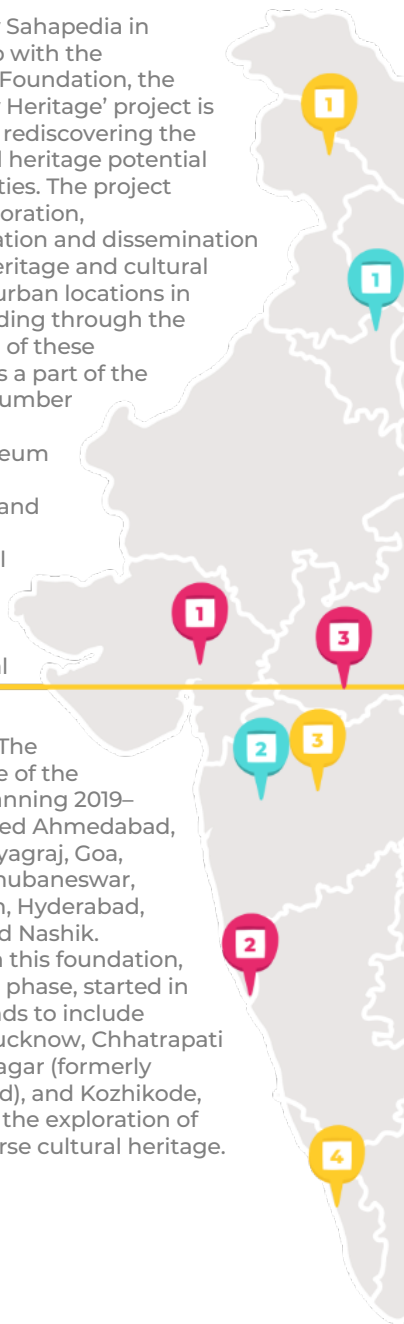 y Sahapedia in
o with the
Foundation, the
y Heritage’ project is
rediscovering the
l heritage potential
ties. The project
oration,
ation and dissemination
eritage and cultural
urban locations in
ding through the
of these
s a part of the
umber
eum
and
l
al
The
e of the
anning 2019–
ed Ahmedabad,
yagraj, Goa,
hubaneswar,
n, Hyderabad,
d Nashik.
n this foundation,
phase, started in
nds to include
ucknow, Chhatrapati
agar (formerly
d), and Kozhikode,
the exploration of
rse cultural heritage.
1
1
1
3
2
3
2
4